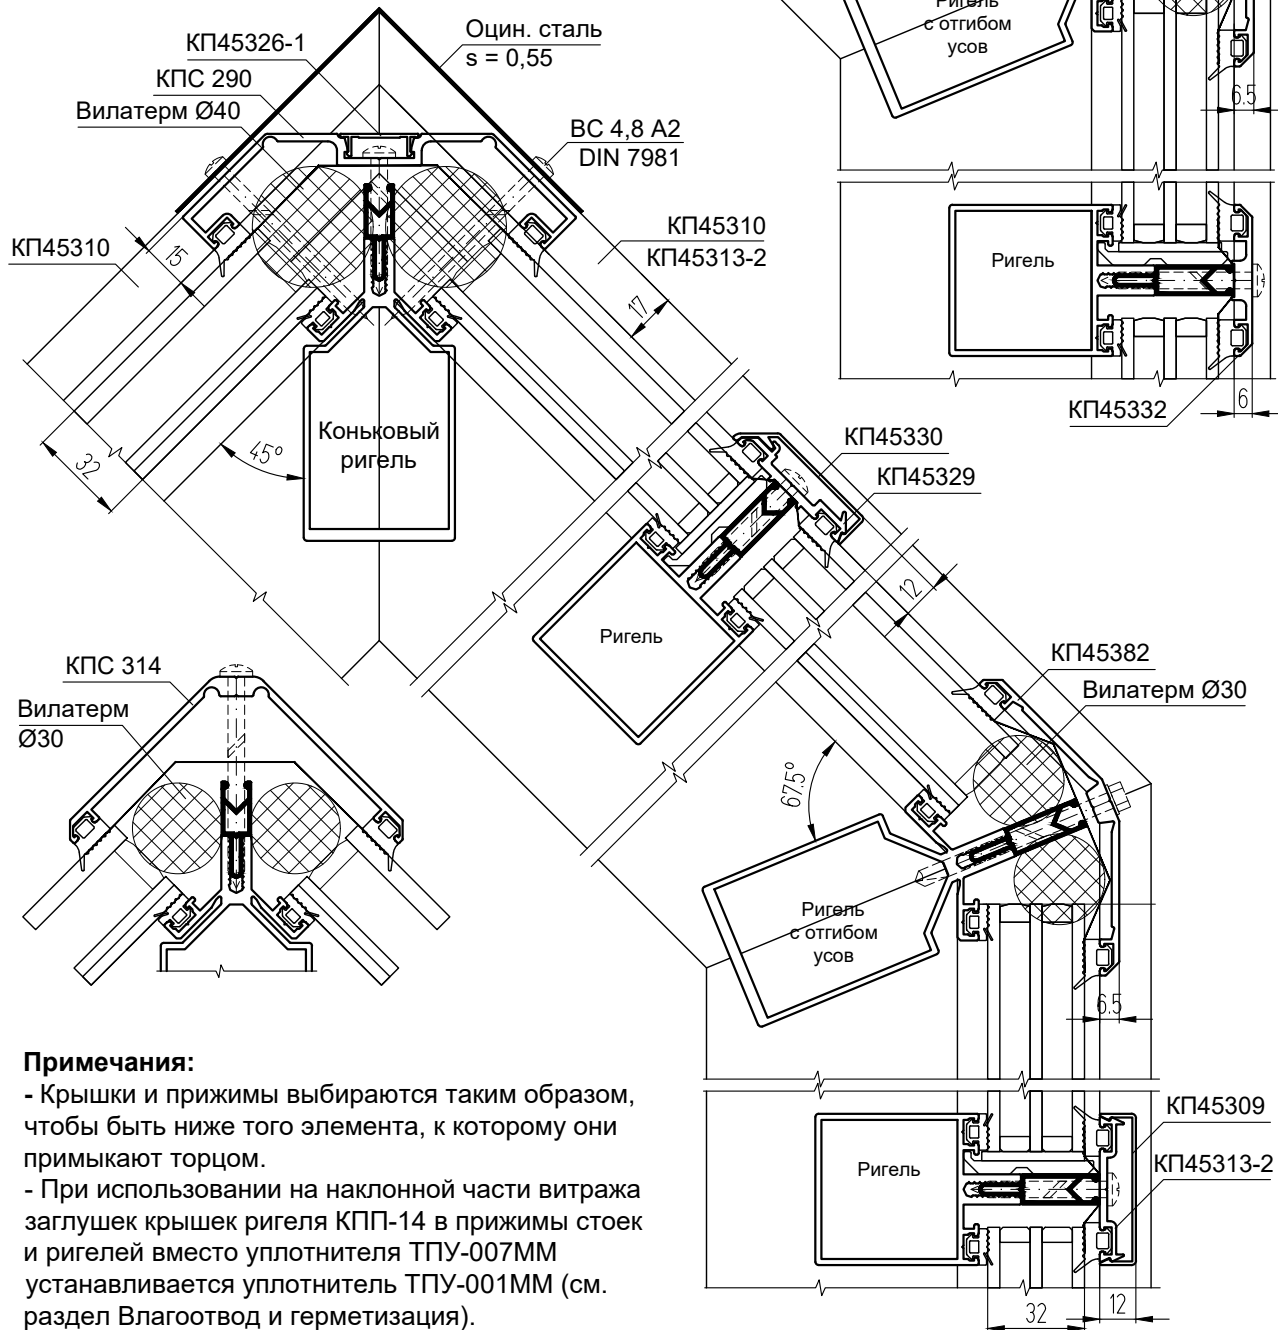 Ригель
с отгибом
усов
6.5
КП45326-1
КПС 290
Вилатерм Ø40
Оцин. сталь
s = 0,55
ВС 4,8 А2
DIN 7981
КП45310
15
КП45310
КП45313-2
17
Ригель
КП45332
6
32
45°
Коньковый
ригель
КП45330
КП45329
12
Ригель
КПС 314
Вилатерм
Ø30
КП45382
Вилатерм Ø30
67.5°
Ригель
с отгибом
усов
6.5
Ригель
КП45309
КП45313-2
32
12
Примечания:
- Крышки и прижимы выбираются таким образом,
чтобы быть ниже того элемента, к которому они
примыкают торцом.
- При использовании на наклонной части витража
заглушек крышек ригеля КПП-14 в прижимы стоек
и ригелей вместо уплотнителя ТПУ-007ММ
устанавливается уплотнитель ТПУ-001ММ (см.
раздел Влагоотвод и герметизация).